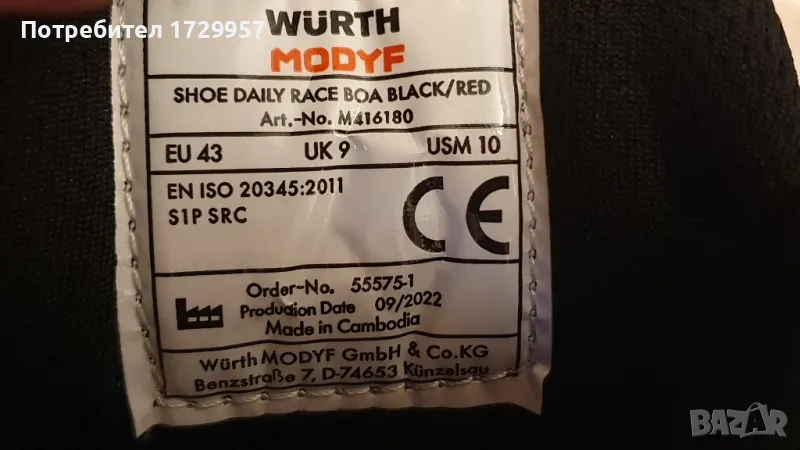 Потребител 1729957
WÜRTH
MODYF
SHOE DAILY RACE BOA BLACK/RED
Art.-No. M416180
EU 43 UK 9 USM 10
EN ISO 20345:2011
S1P SRC
CE
Order-No. 55575-1
Production Date 09/2022
Made in Cambodia
Würth MODYF GmbH & Co.KG
Benzstraße 7, D-74653 Künzelsau
BAZAR